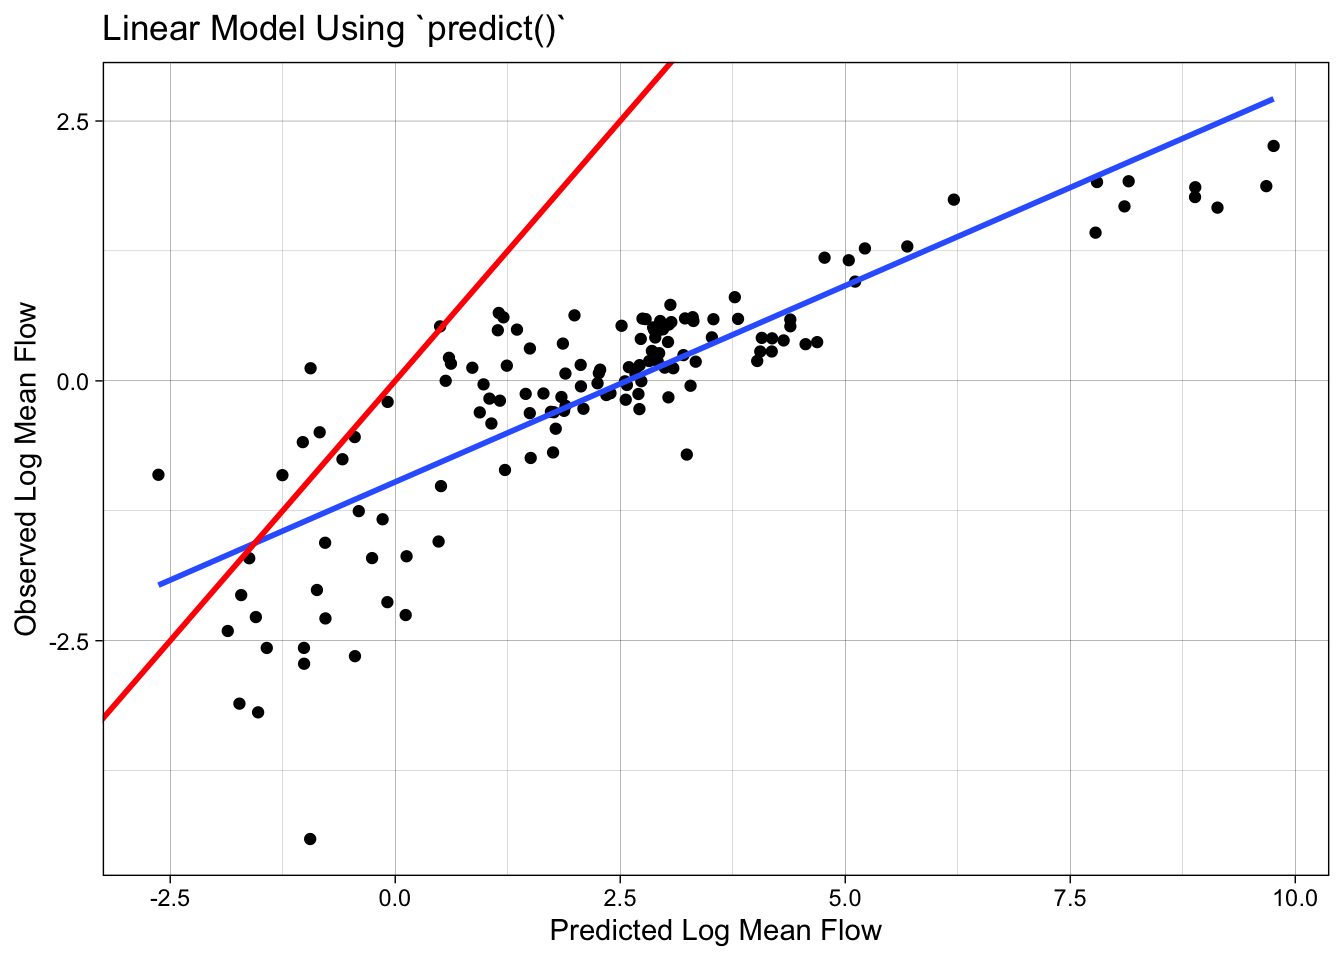 Linear Model Using `predict()`
Observed Log Mean Flow
2.5
0.0
-2.5
-2.5 0.0 2.5 5.0 7.5 10.0
Predicted Log Mean Flow